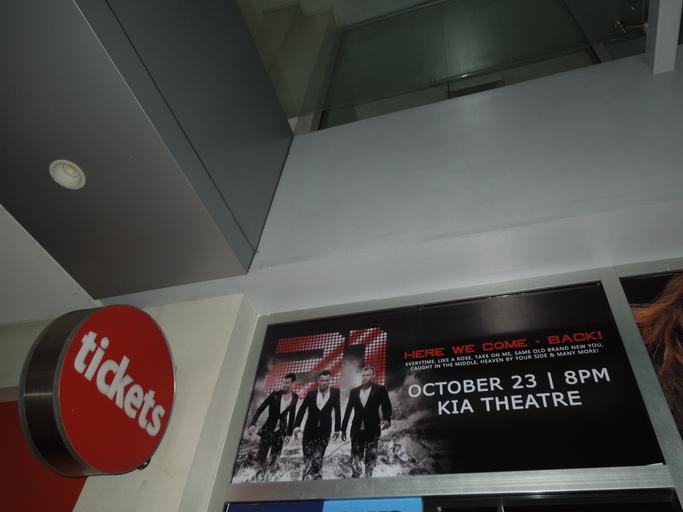 tickets
HERE WE COME - BACK!
EVERYTIME, LIKE A ROSE, TAKE ON ME, SAME OLD BRAND NEW YOU,
CAUGHT IN THE MIDDLE, HEAVEN BY YOUR SIDE & MANY MORE!
OCTOBER 23 | 8PM
KIA THEATRE